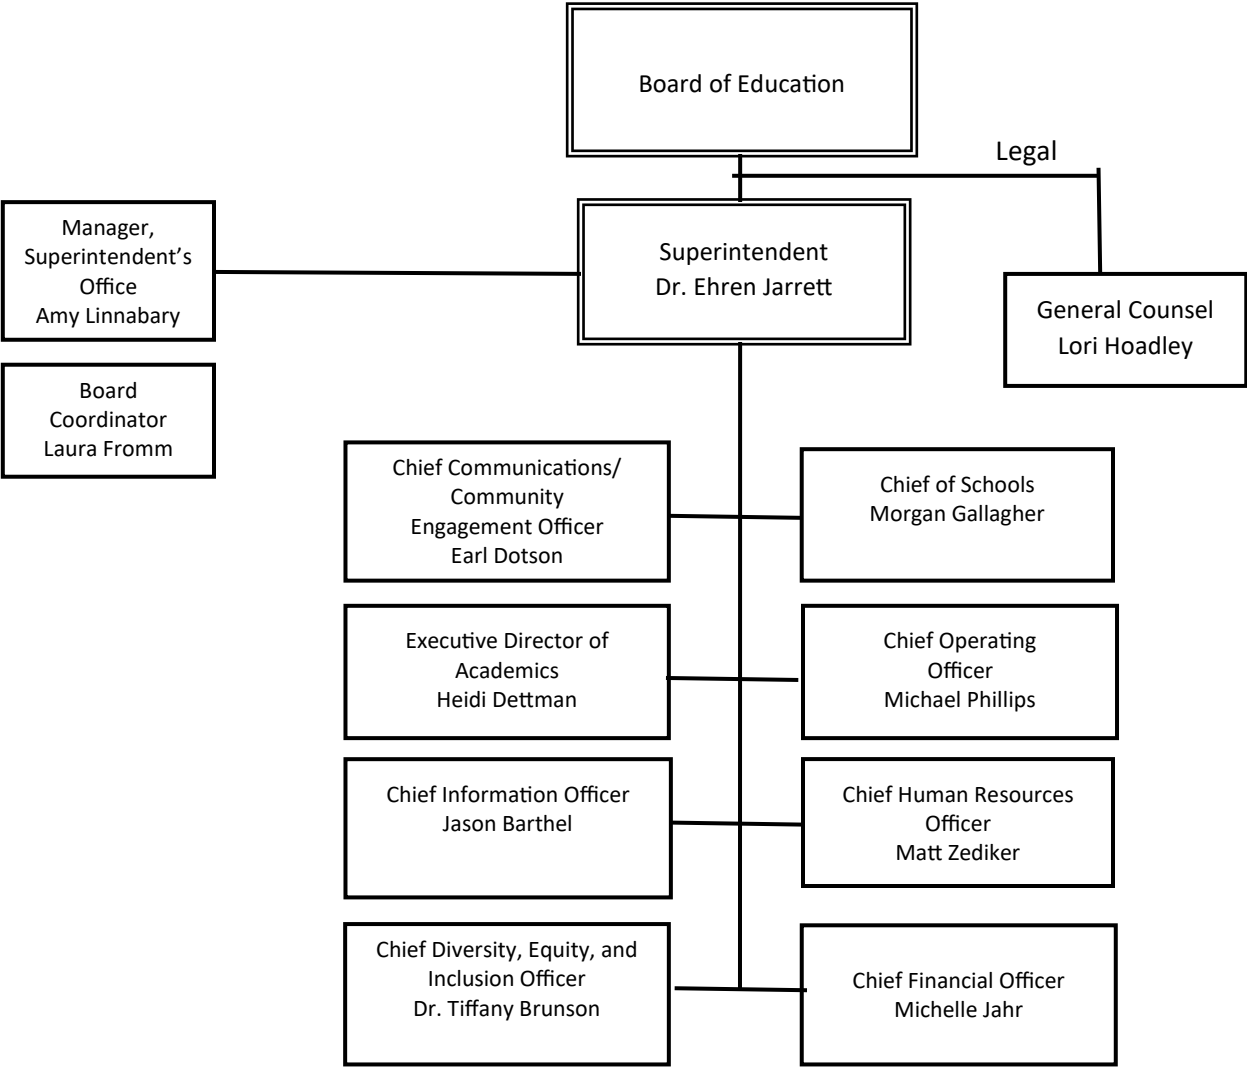 Board of Education
Legal
Manager,
Superintendent’s
Office
Amy Linnabary
Superintendent
Dr. Ehren Jarrett
General Counsel
Lori Hoadley
Board
Coordinator
Laura Fromm
Chief Communications/
Community
Engagement Officer
Earl Dotson
Chief of Schools
Morgan Gallagher
Executive Director of
Academics
Heidi Dettman
Chief Operating
Officer
Michael Phillips
Chief Information Officer
Jason Barthel
Chief Human Resources
Officer
Matt Zediker
Chief Diversity, Equity, and
Inclusion Officer
Dr. Tiffany Brunson
Chief Financial Officer
Michelle Jahr